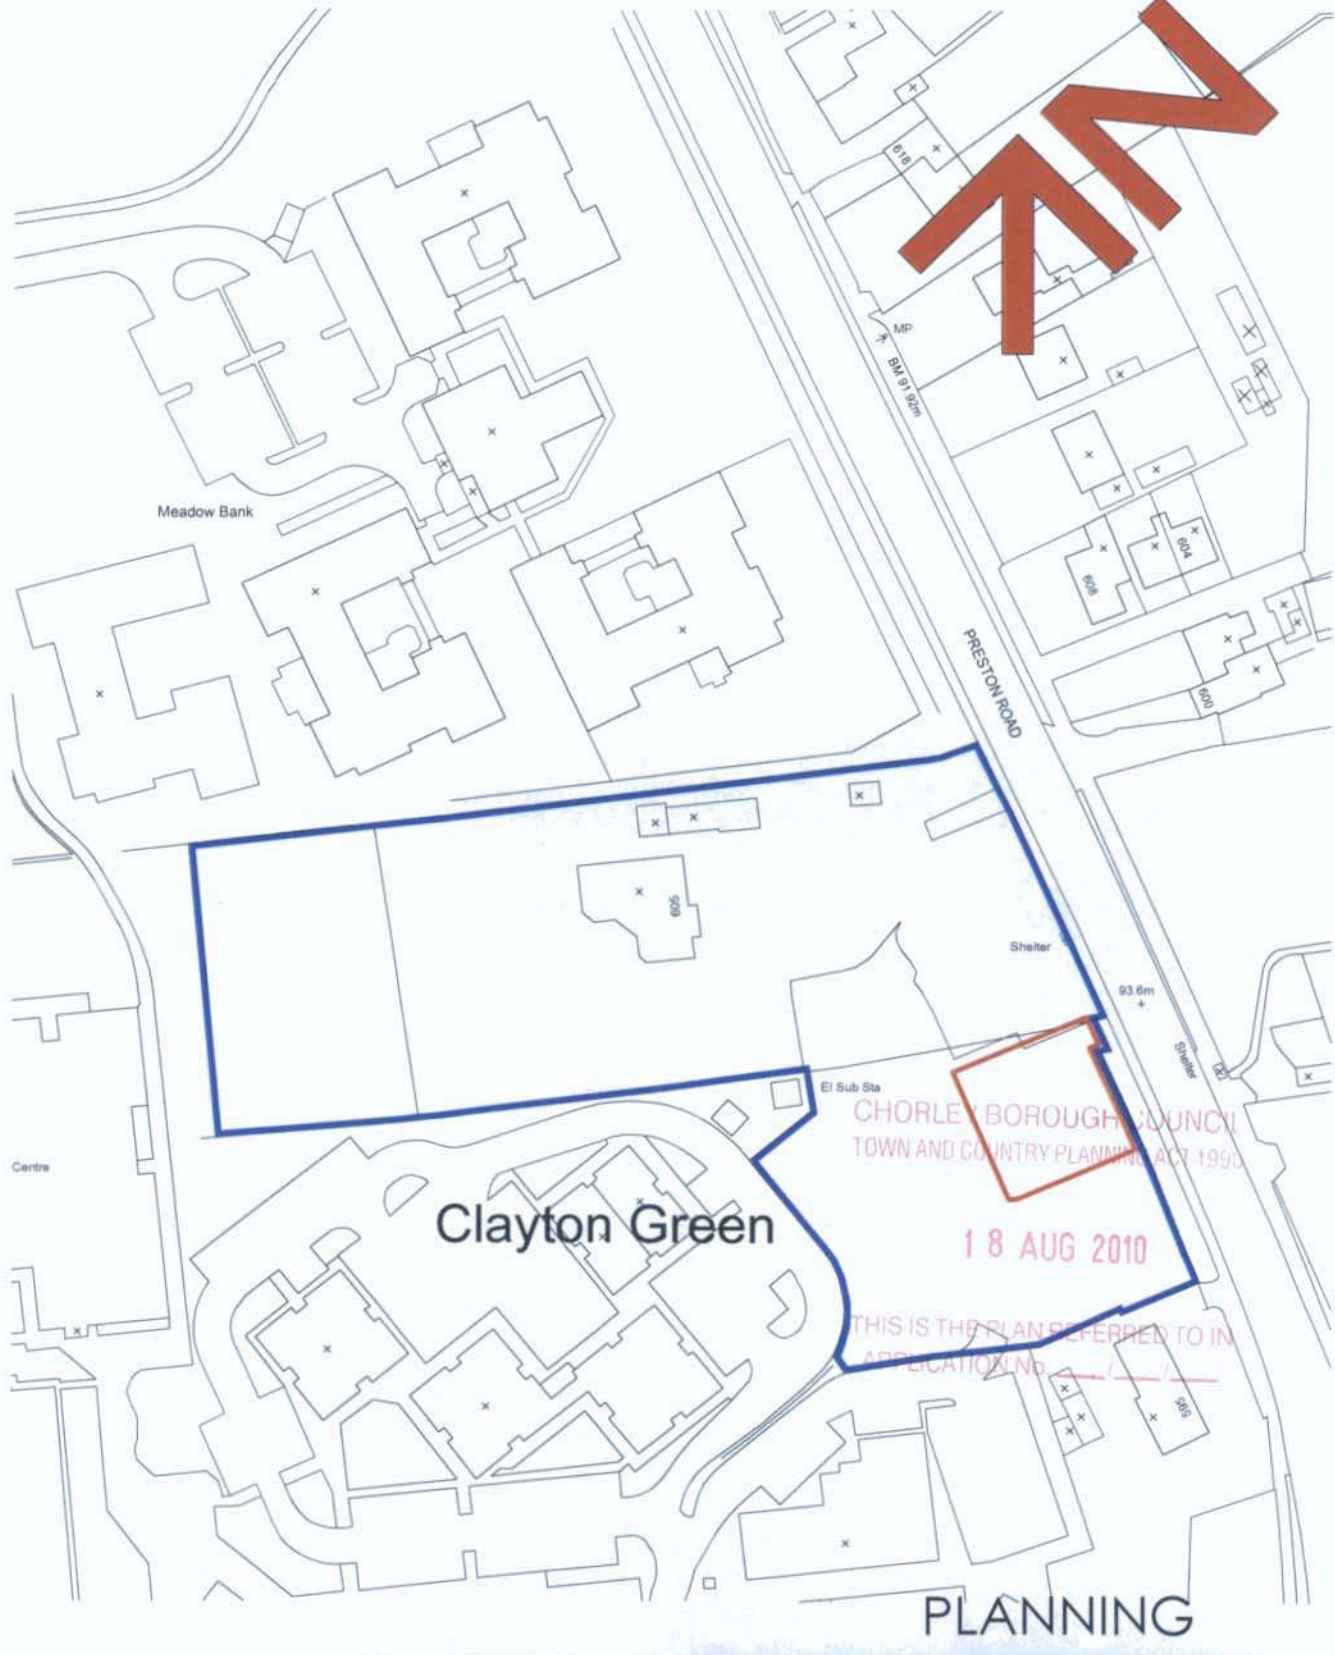 N
618
MP
BM 91.92m
Meadow Bank
604
608
PRESTON ROAD
600
609
Shelter
93.6m
Shelter
El Sub Sta
CHORLEY BOROUGH COUNCIL
TOWN AND COUNTRY PLANNING ACT 1990
Centre
Clayton Green
18 AUG 2010
THIS IS THE PLAN REFERRED TO IN
APPLICATION No. / /
595
PLANNING